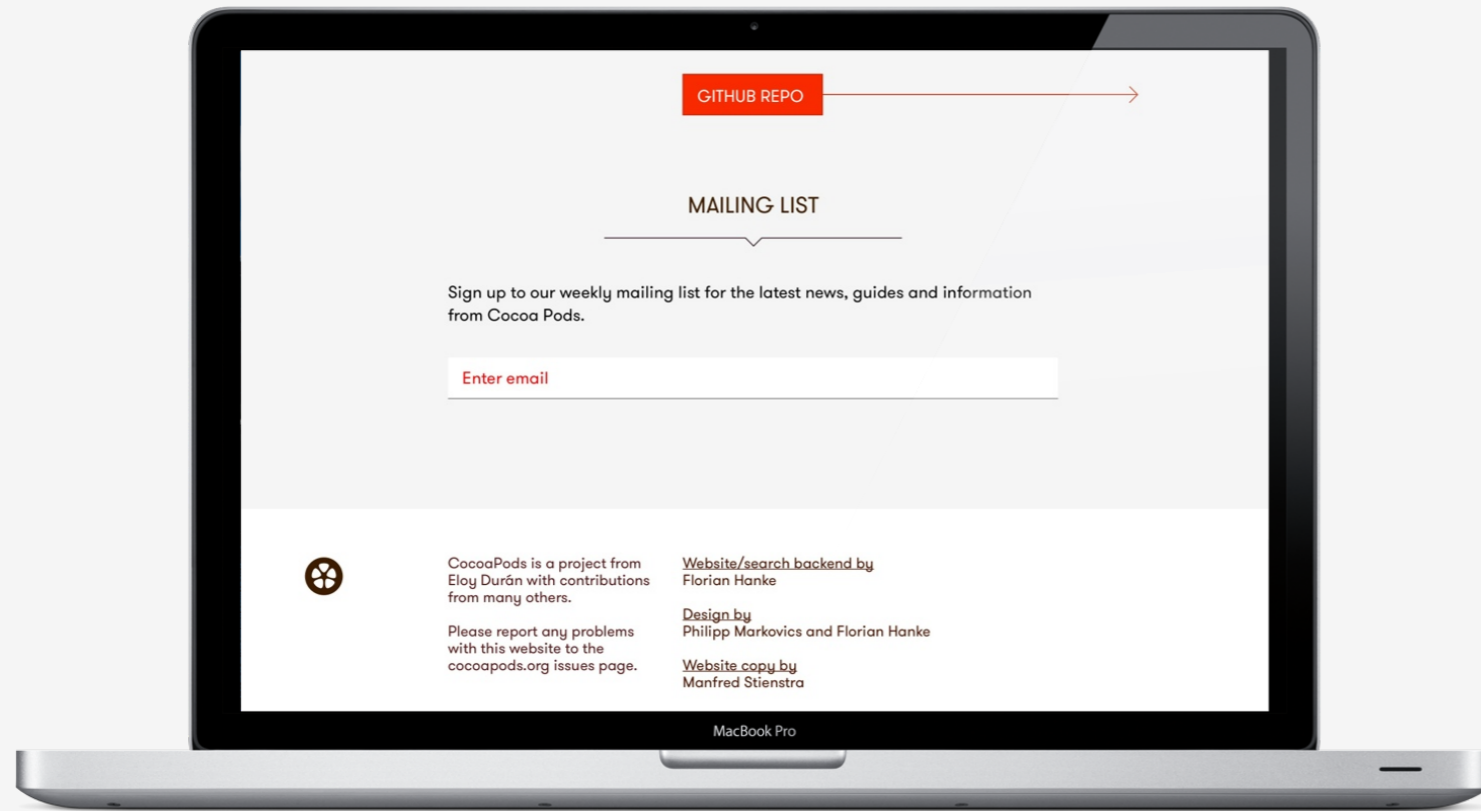 GITHUB REPO
MAILING LIST
Sign up to our weekly mailing list for the latest news, guides and information
from Cocoa Pods.
Enter email
CocoaPods is a project from
Eloy Durán with contributions
from many others.
Please report any problems
with this website to the
cocoapods.org issues page.
Website/search backend by
Florian Hanke
Design by
Philipp Markovics and Florian Hanke
Website copy by
Manfred Stienstra
MacBook Pro